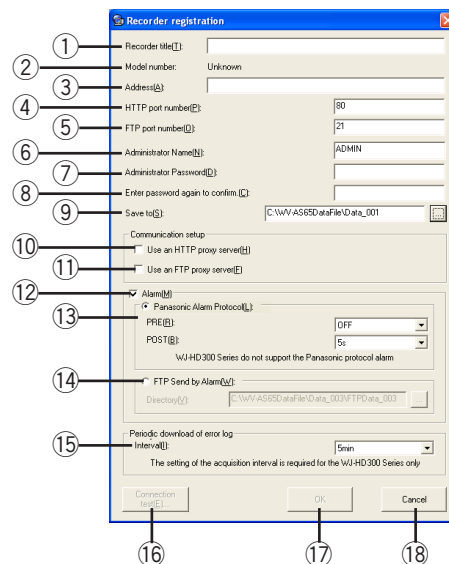 Recorder registration
① Recorder title(T):
② Model number: Unknown
③ Address(A):
④ HTTP port number(P): 80
⑤ FTP port number(O): 21
⑥ Administrator Name(N): ADMIN
⑦ Administrator Password(D):
⑧ Enter password again to confirm.(C):
⑨ Save to(S): C:\WV-AS65DataFile\Data_001 ...
Communication setup
⑩ Use an HTTP proxy server(H)
⑪ Use an FTP proxy server(F)
⑫ Alarm(M)
⑬ Panasonic Alarm Protocol(L):
PRE(R): OFF
POST(B): 5s
WJ-HD300 Series do not support the Panasonic protocol alarm
⑭ FTP Send by Alarm(W):
Directory(V): C:\WV-AS65DataFile\Data_003\FTPData_003 ...
Periodic download of error log
⑮ Interval(I): 5min
The setting of the acquisition interval is required for the WJ-HD300 Series only
Connection
test(E)... OK Cancel
⑯ ⑰ ⑱